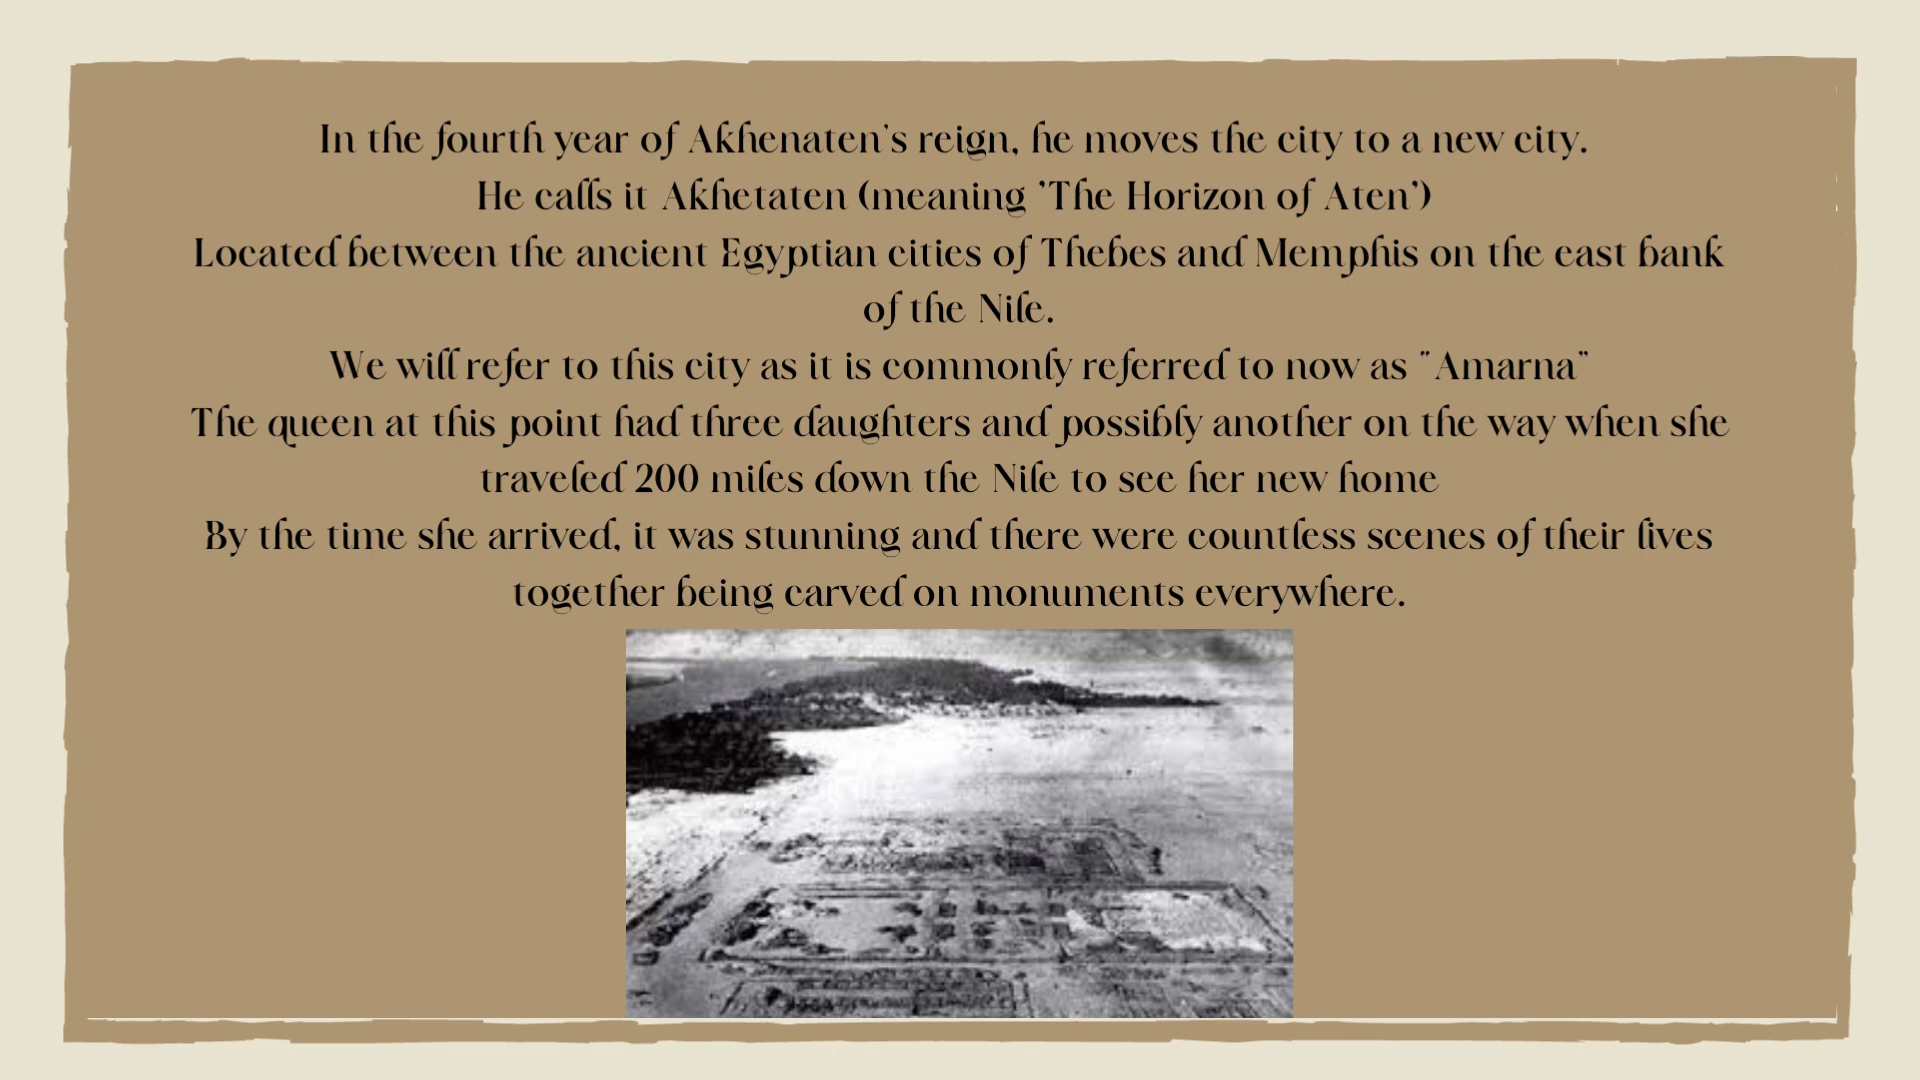 In the fourth year of Akhenaten's reign, he moves the city to a new city.
He calls it Akhetaten (meaning 'The Horizon of Aten')
Located between the ancient Egyptian cities of Thebes and Memphis on the east bank
of the Nile.
We will refer to this city as it is commonly referred to now as "Amarna"
The queen at this point had three daughters and possibly another on the way when she
traveled 200 miles down the Nile to see her new home
By the time she arrived, it was stunning and there were countless scenes of their lives
together being carved on monuments everywhere.